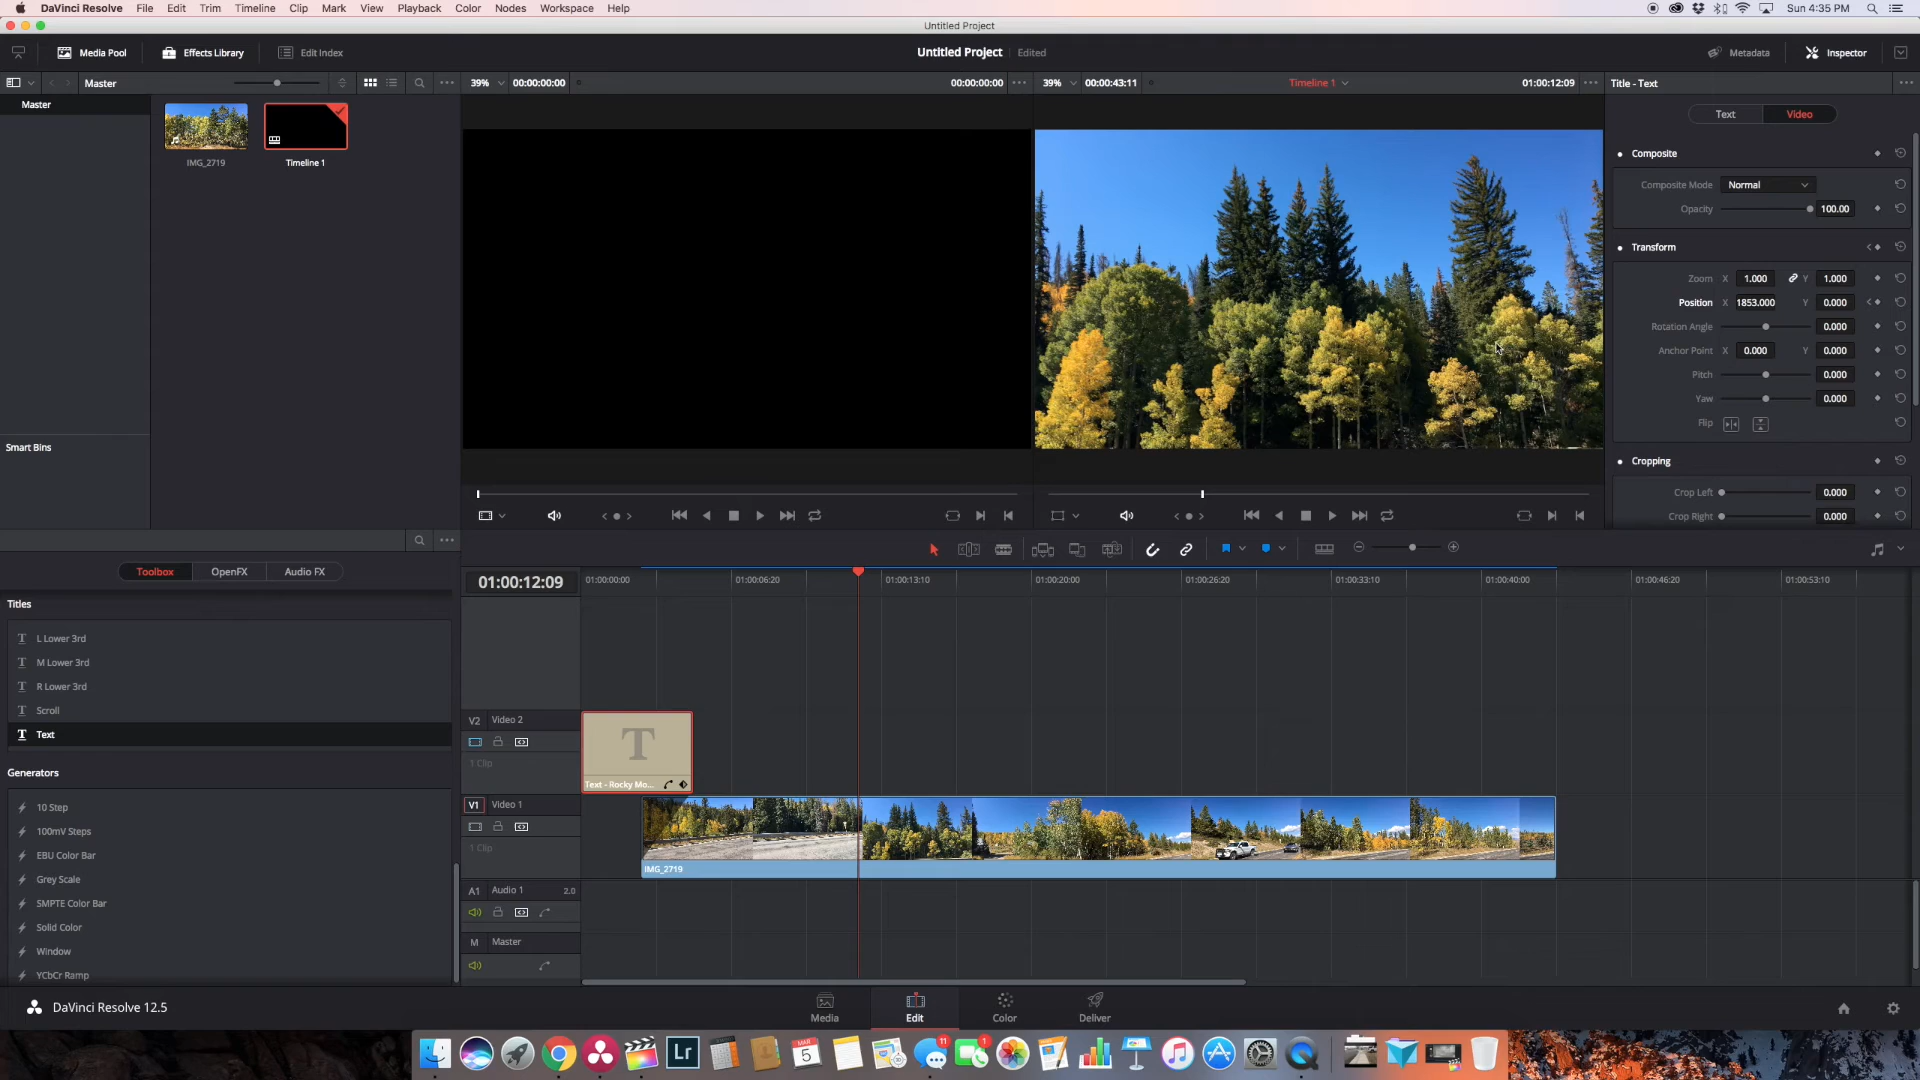 DaVinci Resolve File Edit Trim Timeline Clip Mark View Playback Color Nodes Workspace Help Sun 4:35 PM
Untitled Project
Media Pool Effects Library Edit Index Untitled Project Edited Metadata Inspector
Master 39% 00:00:00:00 00:00:00:00 39% 00:00:43:11 Timeline 1 01:00:12:09 Title - Text
Master
IMG_2719
Timeline 1
Smart Bins
Text Video
Composite
Composite Mode Normal
Opacity 100.00
Transform
Zoom X 1.000 Y 1.000
Position X 1853.000 Y 0.000
Rotation Angle 0.000
Anchor Point X 0.000 Y 0.000
Pitch 0.000
Yaw 0.000
Flip
Cropping
Crop Left 0.000
Crop Right 0.000
Toolbox OpenFX Audio FX
Titles
T L Lower 3rd
T M Lower 3rd
T R Lower 3rd
T Scroll
T Text
Generators
10 Step
100mV Steps
EBU Color Bar
Grey Scale
SMPTE Color Bar
Solid Color
Window
YCbCr Ramp
01:00:12:09 01:00:00:00 01:00:06:20 01:00:13:10 01:00:20:00 01:00:26:20 01:00:33:10 01:00:40:00 01:00:46:20 01:00:53:10
V2 Video 2
1 Clip
T
Text - Rocky Mo...
V1 Video 1
1 Clip
IMG_2719
A1 Audio 1 2.0
M Master
DaVinci Resolve 12.5
Media Edit Color Deliver
Lr
MAR
5
11
1